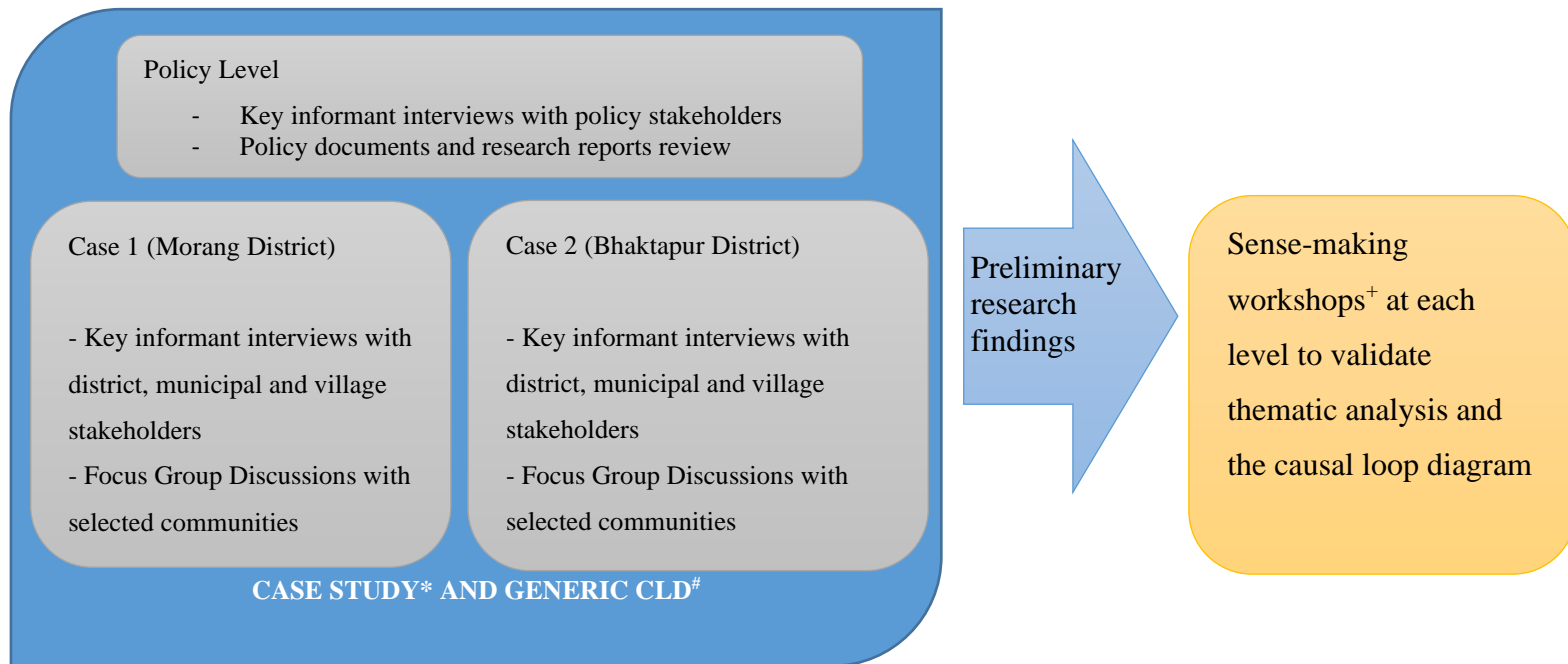 Policy Level
- Key informant interviews with policy stakeholders
- Policy documents and research reports review
Case 1 (Morang District)
- Key informant interviews with
district, municipal and village
stakeholders
- Focus Group Discussions with
selected communities
Case 2 (Bhaktapur District)
- Key informant interviews with
district, municipal and village
stakeholders
- Focus Group Discussions with
selected communities
CASE STUDY* AND GENERIC CLD#
Preliminary
research
findings
Sense-making
workshops+ at each
level to validate
thematic analysis and
the causal loop diagram